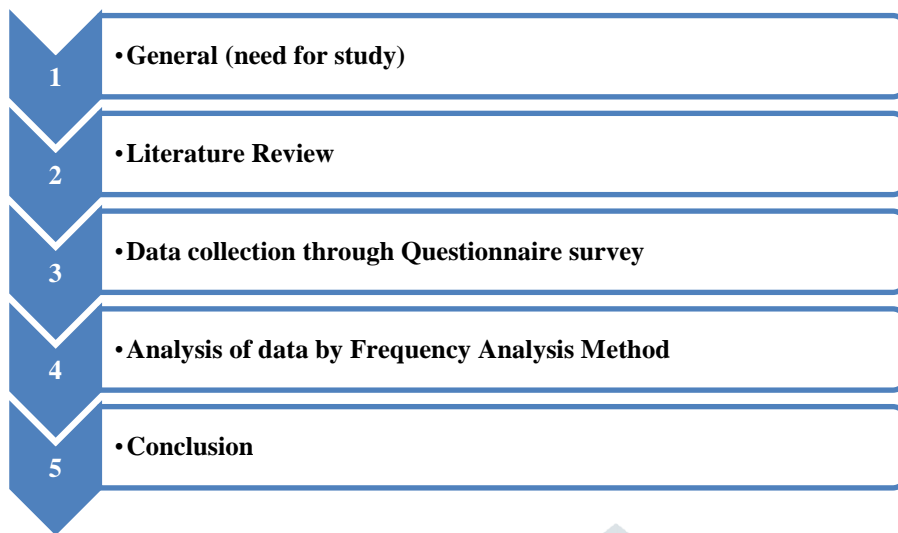 1
•General (need for study)
2
•Literature Review
3
•Data collection through Questionnaire survey
4
•Analysis of data by Frequency Analysis Method
5
•Conclusion